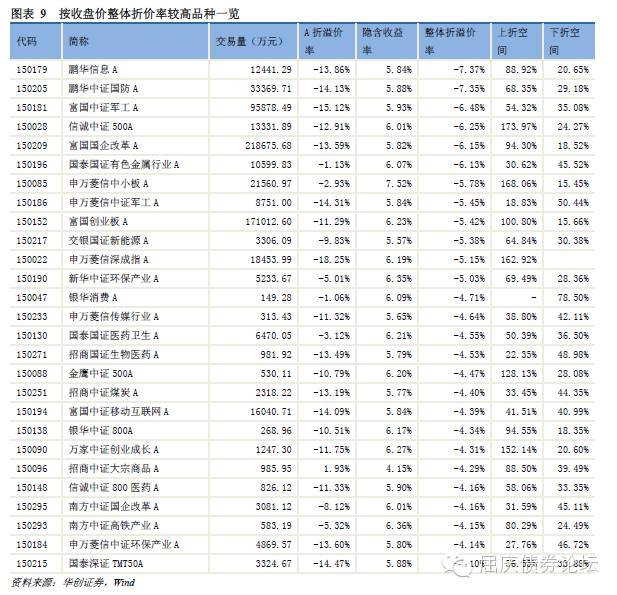 图表 9 按收盘价整体折价率较高品种一览
代码 简称 交易量（万元） A 折溢价率 隐含收益率 整体折溢价率 上折空间 下折空间
150179 鹏华信息 A 12441.29 -13.86% 5.84% -7.37% 88.92% 20.65%
150205 鹏华中证国防 A 33369.71 -14.13% 5.88% -7.35% 68.35% 29.18%
150181 富国中证军工 A 95878.49 -15.12% 5.93% -6.48% 54.32% 35.08%
150028 信诚中证 500A 13331.89 -12.91% 6.01% -6.25% 173.97% 24.27%
150209 富国国企改革 A 218675.68 -13.59% 5.82% -6.15% 94.30% 18.52%
150196 国泰国证有色金属行业 A 10599.83 -1.13% 6.07% -6.13% 30.62% 45.52%
150085 申万菱信中小板 A 21560.97 -2.93% 7.52% -5.78% 168.06% 15.45%
150186 申万菱信中证军工 A 8751.00 -14.31% 5.84% -5.45% 18.83% 50.44%
150152 富国创业板 A 171012.60 -11.29% 6.23% -5.42% 100.80% 15.66%
150217 交银国证新能源 A 3306.09 -9.83% 5.57% -5.38% 64.84% 30.38%
150022 申万菱信深成指 A 18453.99 -18.25% 6.19% -5.15% 162.92%
150190 新华中证环保产业 A 5233.67 -5.01% 6.35% -5.03% 69.49% 28.36%
150047 银华消费 A 149.28 -1.06% 6.09% -4.71% - 78.50%
150233 申万菱信传媒行业 A 313.43 -11.32% 5.65% -4.64% 38.80% 42.11%
150130 国泰国证医药卫生 A 6470.05 -3.12% 6.21% -4.55% 50.39% 36.50%
150271 招商国证生物医药 A 981.92 -13.49% 5.79% -4.53% 22.35% 48.98%
150088 金鹰中证 500A 530.11 -10.79% 6.20% -4.47% 128.13% 28.08%
150251 招商中证煤炭 A 2318.22 -13.19% 5.77% -4.40% 33.45% 44.35%
150194 富国中证移动互联网 A 16040.71 -14.09% 5.84% -4.39% 41.51% 40.99%
150138 银华中证 800A 268.96 -10.51% 6.17% -4.34% 94.55% 18.35%
150090 万家中证创业成长 A 1247.30 -11.75% 6.27% -4.31% 152.14% 20.60%
150096 招商中证大宗商品 A 985.95 1.93% 4.15% -4.29% 88.50% 39.49%
150148 信诚中证 800 医药 A 826.12 -11.33% 5.90% -4.16% 58.06% 33.35%
150295 南方中证国企改革 A 3081.12 -8.12% 6.01% -4.16% 31.59% 45.11%
150293 南方中证高铁产业 A 583.19 -5.32% 6.36% -4.15% 80.29% 24.49%
150184 申万菱信中证环保产业 A 4869.57 -13.60% 5.80% -4.14% 27.76% 46.72%
150215 国泰深证 TMT50A 3324.67 -14.47% 5.88%
资料来源：华创证券，Wind
屈庆债券论坛